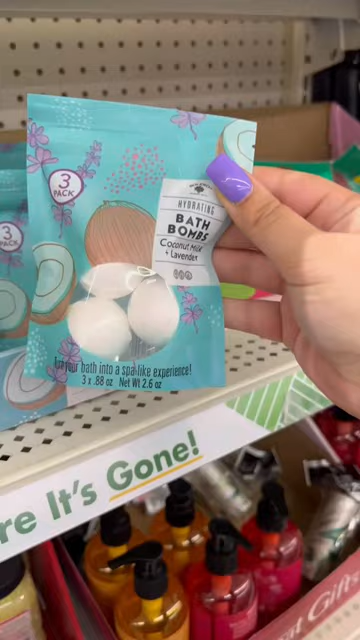 3
PACK
HYDRATING
BATH
BOMBS
Coconut Milk
+ Lavender
3
PACK
your bath into a spa-like experience!
3 x .88 oz Net Wt 2.6 oz
re It's Gone!
t Gift